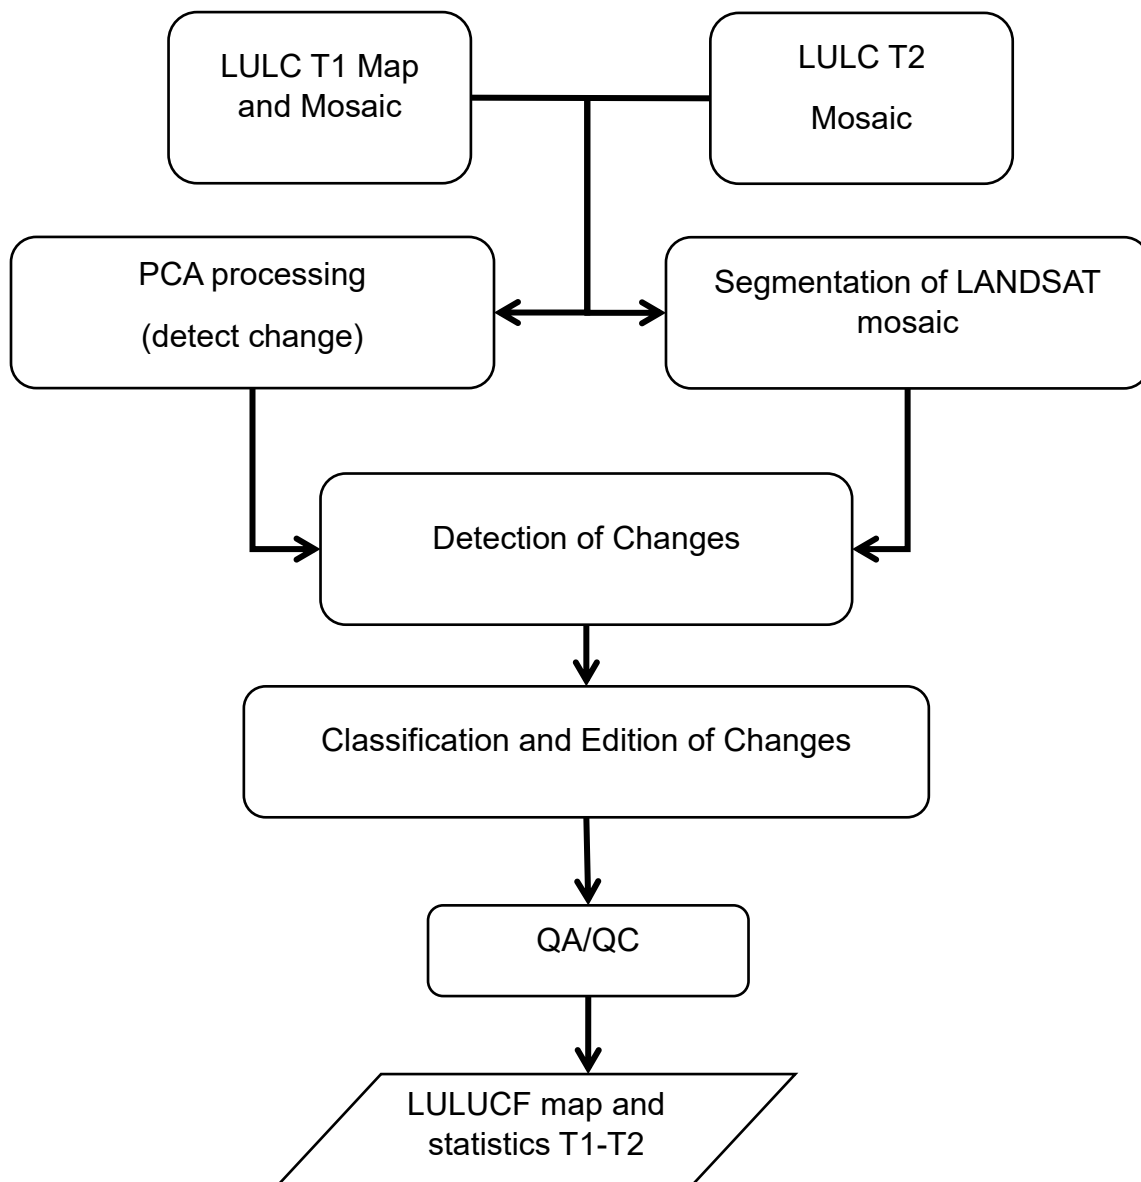 LULC T1 Map
and Mosaic
LULC T2
Mosaic
PCA processing
(detect change)
Segmentation of LANDSAT
mosaic
Detection of Changes
Classification and Edition of Changes
QA/QC
LULUCF map and
statistics T1-T2